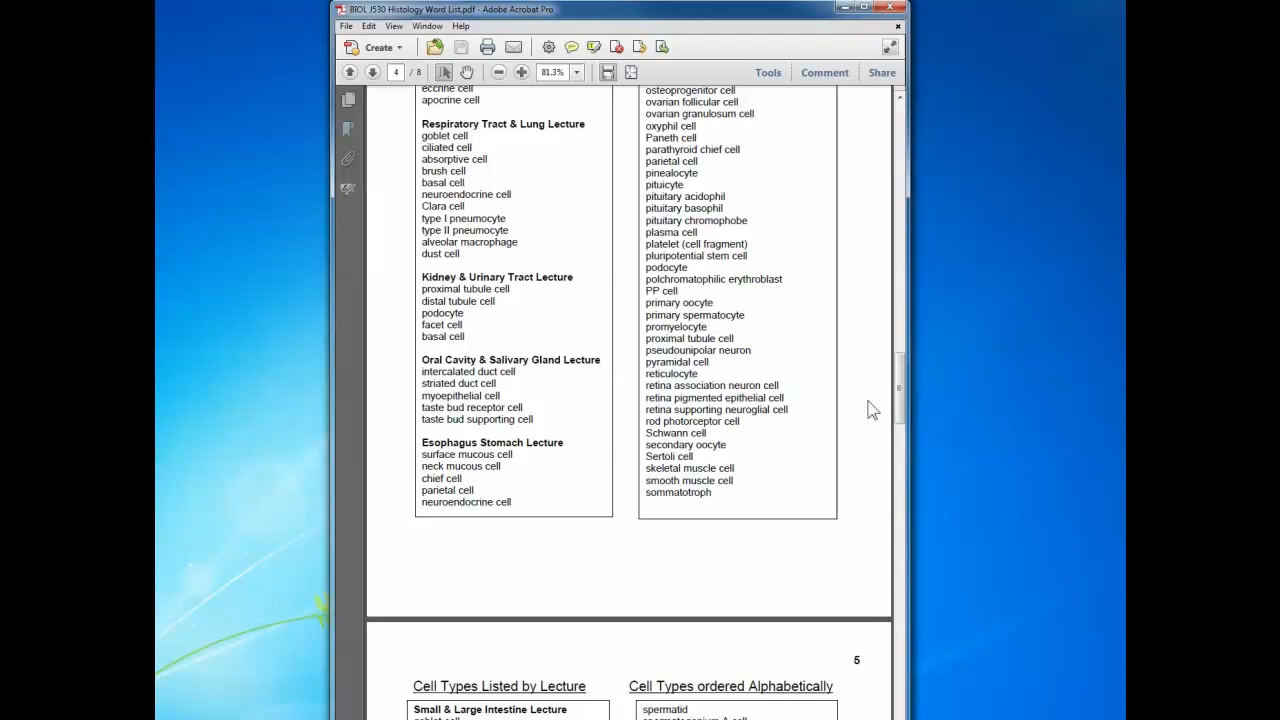 BIOL J530 Histology Word List.pdf - Adobe Acrobat Pro
File Edit View Window Help
Create
4 / 8 81.3% Tools Comment Share
eccrine cell
apocrine cell
Respiratory Tract & Lung Lecture
goblet cell
ciliated cell
absorptive cell
brush cell
basal cell
neuroendocrine cell
Clara cell
type I pneumocyte
type II pneumocyte
alveolar macrophage
dust cell
Kidney & Urinary Tract Lecture
proximal tubule cell
distal tubule cell
podocyte
facet cell
basal cell
Oral Cavity & Salivary Gland Lecture
intercalated duct cell
striated duct cell
myoepithelial cell
taste bud receptor cell
taste bud supporting cell
Esophagus Stomach Lecture
surface mucous cell
neck mucous cell
chief cell
parietal cell
neuroendocrine cell
osteoprogenitor cell
ovarian follicular cell
ovarian granulosum cell
oxyphil cell
Paneth cell
parathyroid chief cell
parietal cell
pinealocyte
pituicyte
pituitary acidophil
pituitary basophil
pituitary chromophobe
plasma cell
platelet (cell fragment)
pluripotential stem cell
podocyte
polchromatophilic erythroblast
PP cell
primary oocyte
primary spermatocyte
promyelocyte
proximal tubule cell
pseudounipolar neuron
pyramidal cell
reticulocyte
retina association neuron cell
retina pigmented epithelial cell
retina supporting neuroglial cell
rod photorceptor cell
Schwann cell
secondary oocyte
Sertoli cell
skeletal muscle cell
smooth muscle cell
sommatotroph
5
Cell Types Listed by Lecture
Small & Large Intestine Lecture
goblet cell
Cell Types ordered Alphabetically
spermatid
spermatogonium A cell